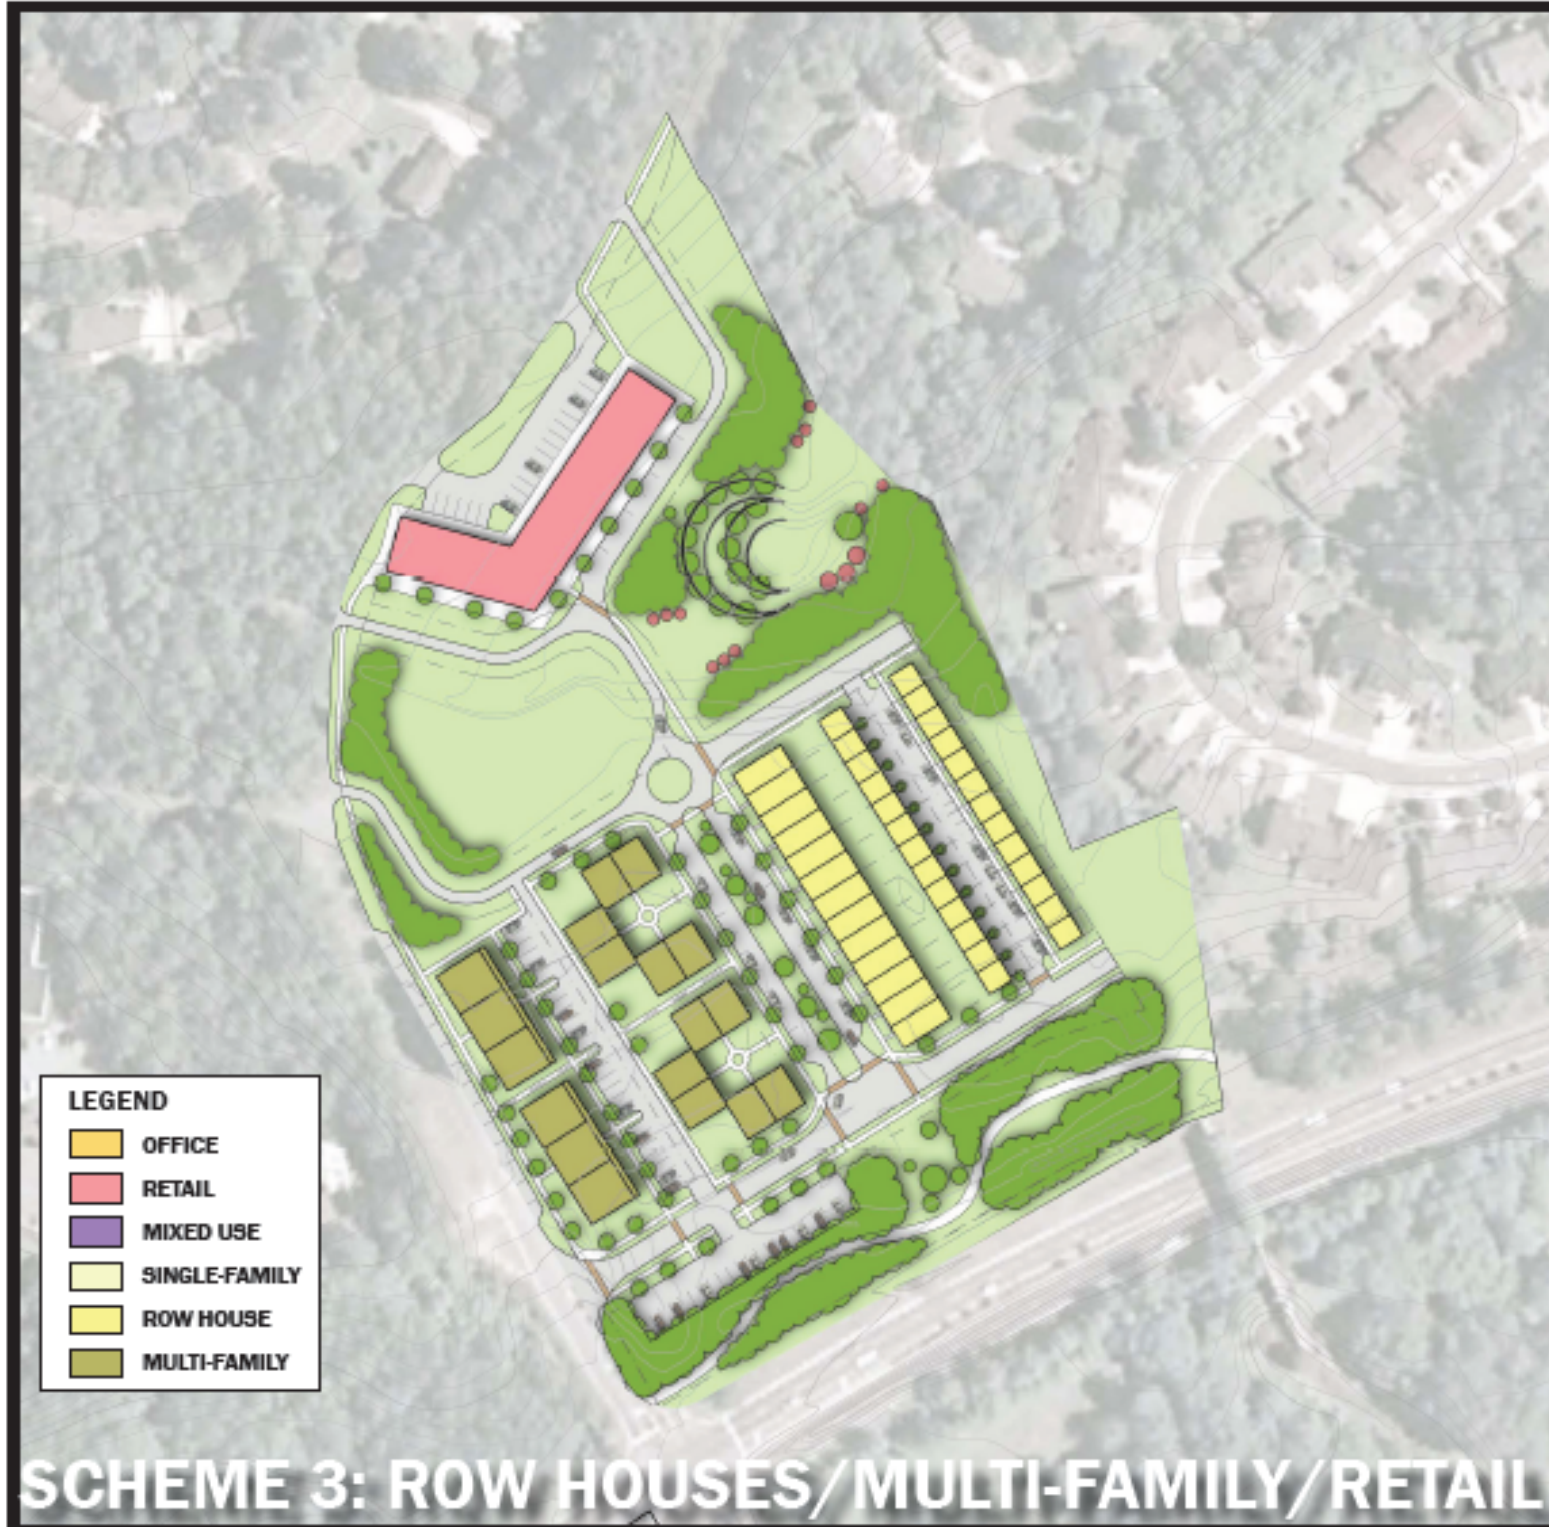 LEGEND
OFFICE
RETAIL
MIXED USE
SINGLE-FAMILY
ROW HOUSE
MULTI-FAMILY
SCHEME 3: ROW HOUSES/MULTI-FAMILY/RETAIL